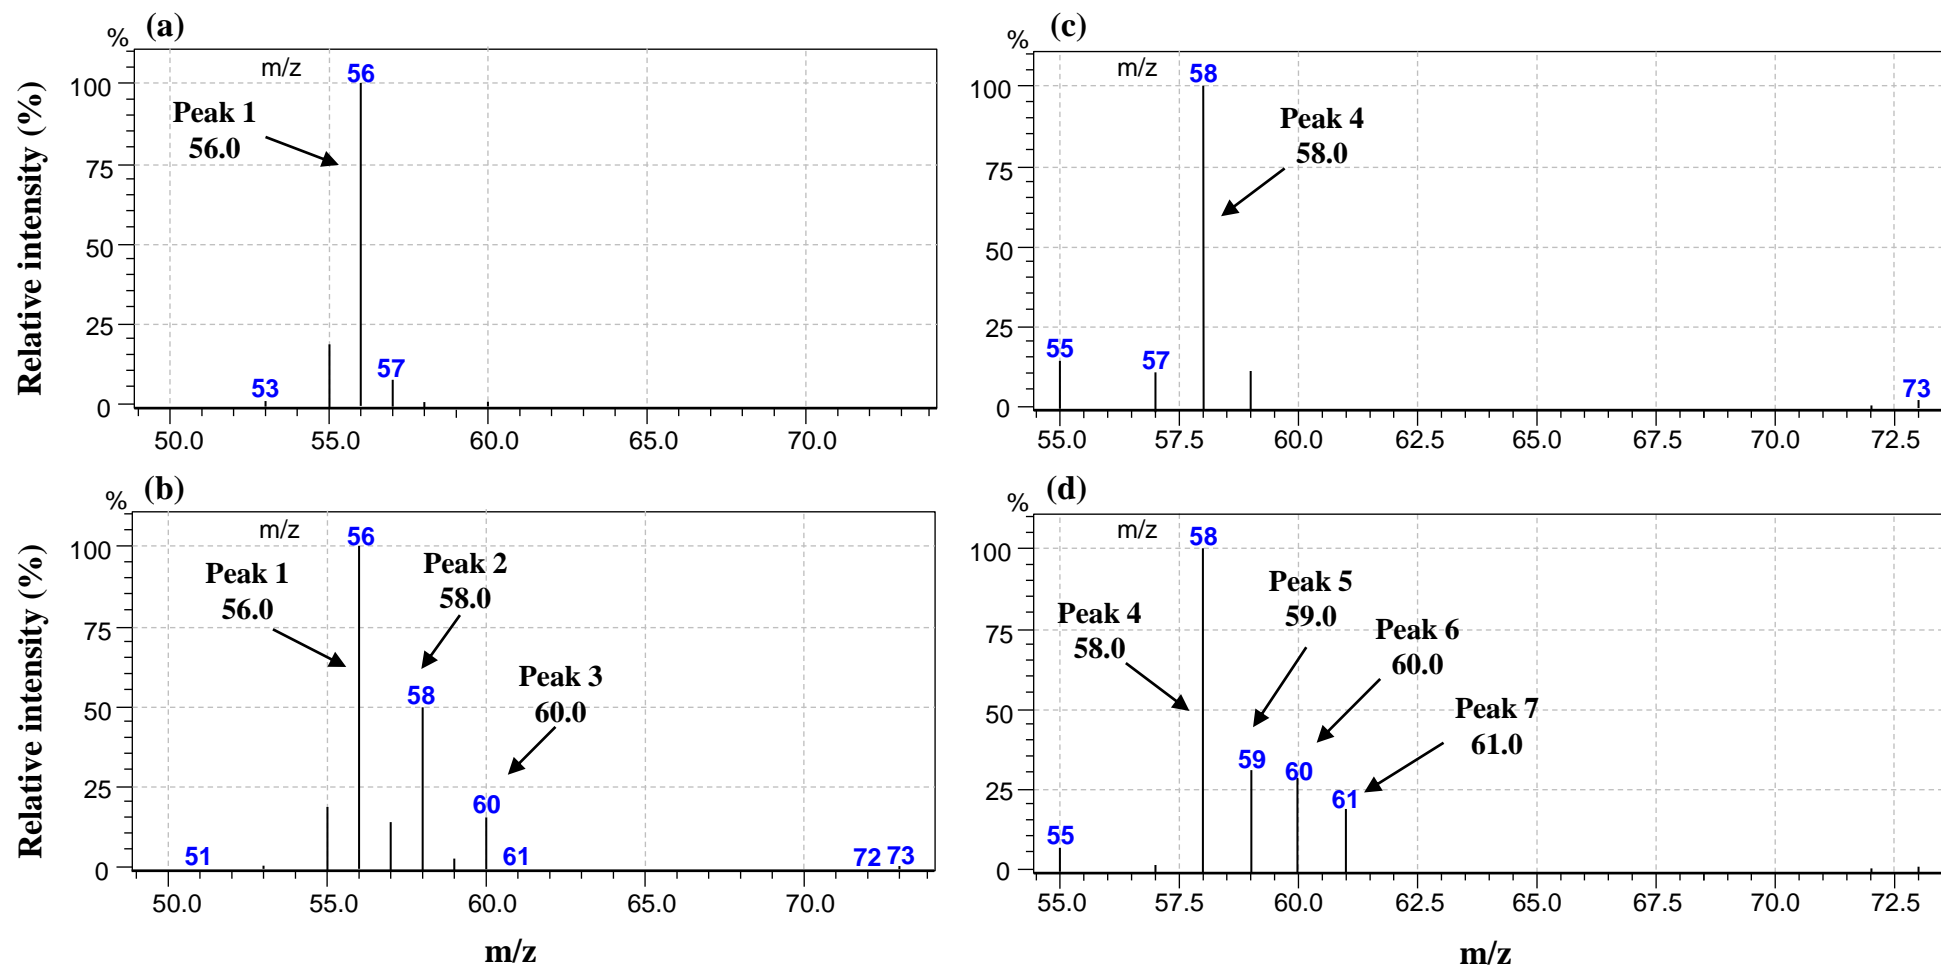 (a)
%
m/z
56
Peak 1
56.0
53
57
100
75
50
25
0
50.0 55.0 60.0 65.0 70.0
Relative intensity (%)
(b)
%
m/z
56
Peak 1
56.0
Peak 2
58.0
58
Peak 3
60.0
60
51
61
72 73
100
75
50
25
0
50.0 55.0 60.0 65.0 70.0
Relative intensity (%)
m/z
(c)
%
m/z
58
Peak 4
58.0
55
57
73
100
75
50
25
0
55.0 57.5 60.0 62.5 65.0 67.5 70.0 72.5
(d)
%
m/z
58
Peak 4
58.0
Peak 5
59.0
Peak 6
60.0
Peak 7
61.0
59
60
61
55
100
75
50
25
0
55.0 57.5 60.0 62.5 65.0 67.5 70.0 72.5
m/z